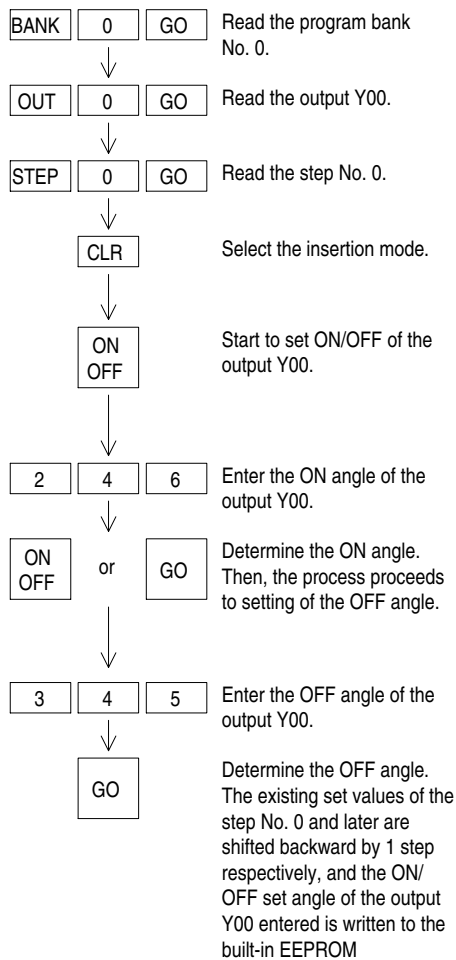 BANK 0 GO Read the program bank
No. 0.
OUT 0 GO Read the output Y00.
STEP 0 GO Read the step No. 0.
CLR Select the insertion mode.
ON
OFF
Start to set ON/OFF of the
output Y00.
2 4 6 Enter the ON angle of the
output Y00.
ON
OFF
or
GO
Determine the ON angle.
Then, the process proceeds
to setting of the OFF angle.
3 4 5 Enter the OFF angle of the
output Y00.
GO
Determine the OFF angle.
The existing set values of the
step No. 0 and later are
shifted backward by 1 step
respectively, and the ON/
OFF set angle of the output
Y00 entered is written to the
built-in EEPROM